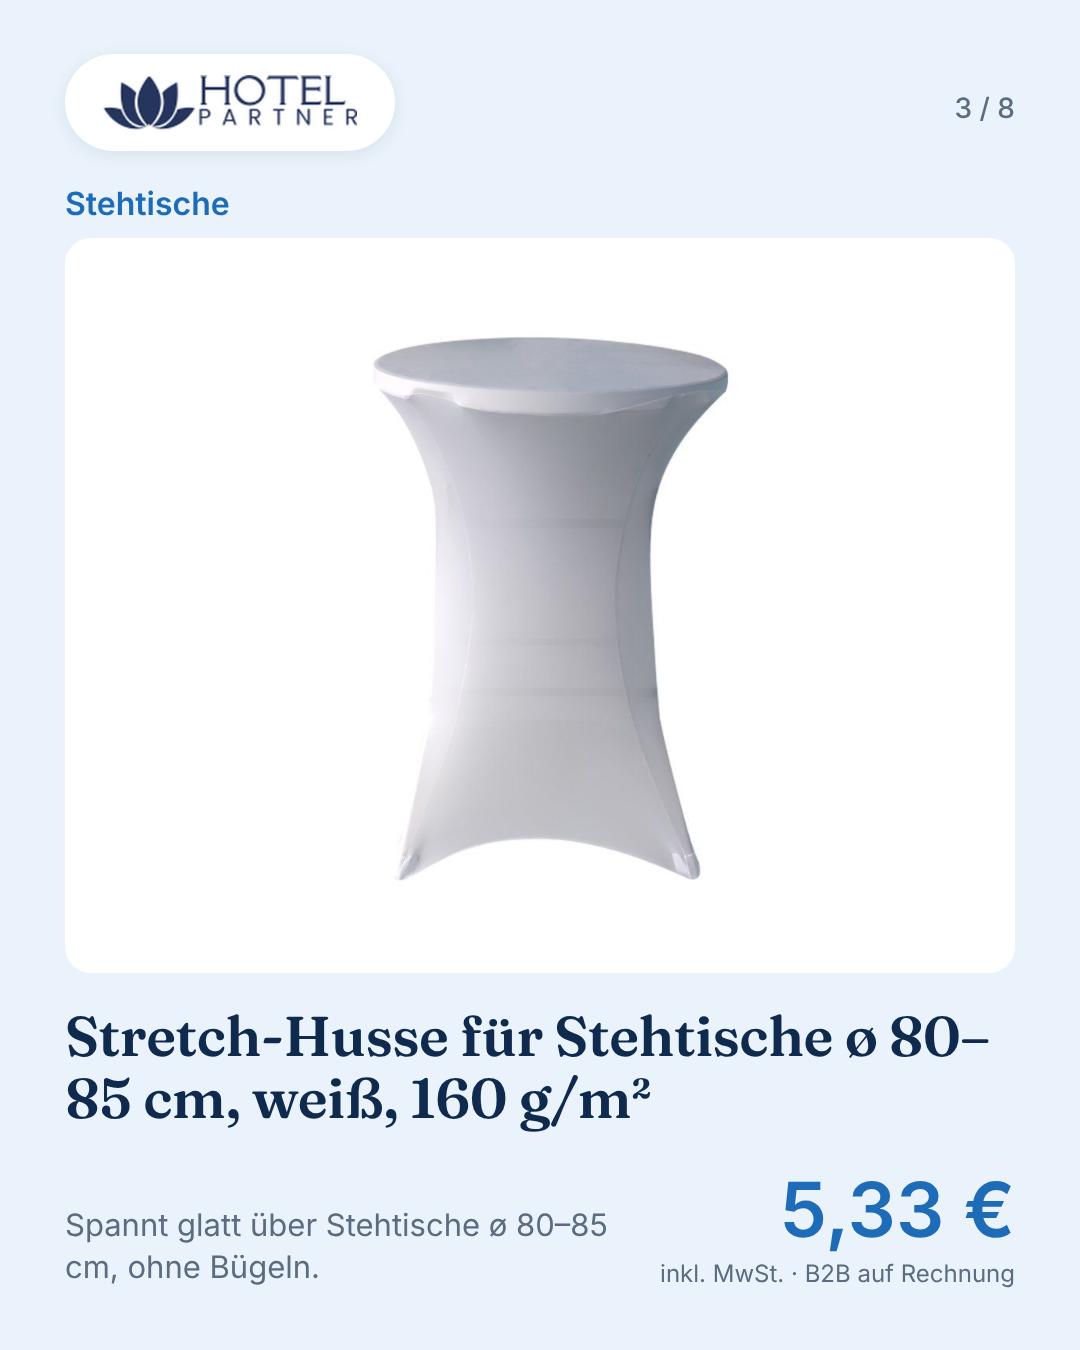 HOTEL
PARTNER
3 / 8
Stehtische
Stretch-Husse für Stehtische ø 80–
85 cm, weiß, 160 g/m²
Spannt glatt über Stehtische ø 80–85
cm, ohne Bügeln.
5,33 €
inkl. MwSt. · B2B auf Rechnung